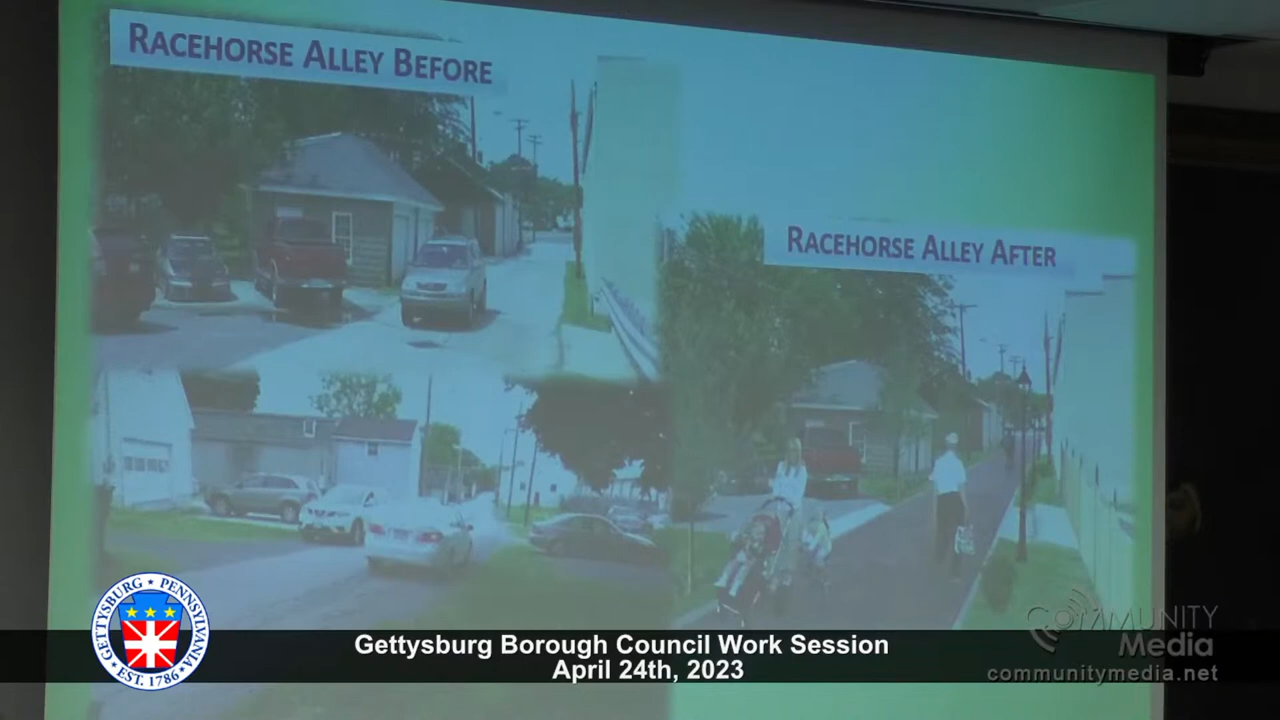 RACEHORSE ALLEY BEFORE
RACEHORSE ALLEY AFTER
GETTYSBURG ★ PENNSYLVANIA
EST. 1786
Gettysburg Borough Council Work Session
April 24th, 2023
COMMUNITY
Media
communitymedia.net